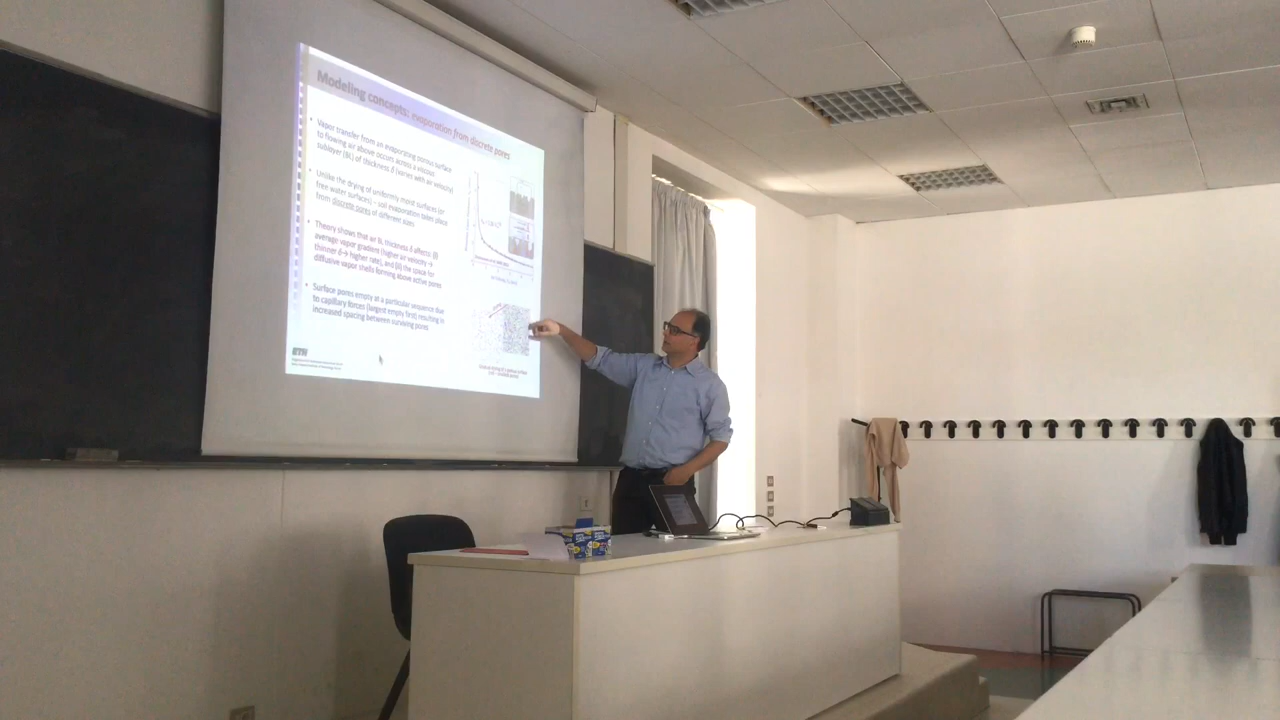 Modeling concepts: evaporation from discrete pores
Vapor transfer from an evaporating porous surface
to flowing air above occurs across a viscous
sublayer (BL) of thickness δ (varies with air velocity)
Unlike the drying of uniformly moist surfaces (or
free water surfaces) – soil evaporation takes place
from discrete pores of different sizes
Theory shows that air BL thickness δ affects: (i)
average vapor gradient (higher air velocity →
thinner δ→ higher rate), and (ii) the space for
diffusive vapor shells forming above active pores
Surface pores empty at a particular sequence due
to capillary forces (largest empty first) resulting in
increased spacing between surviving pores
ETH